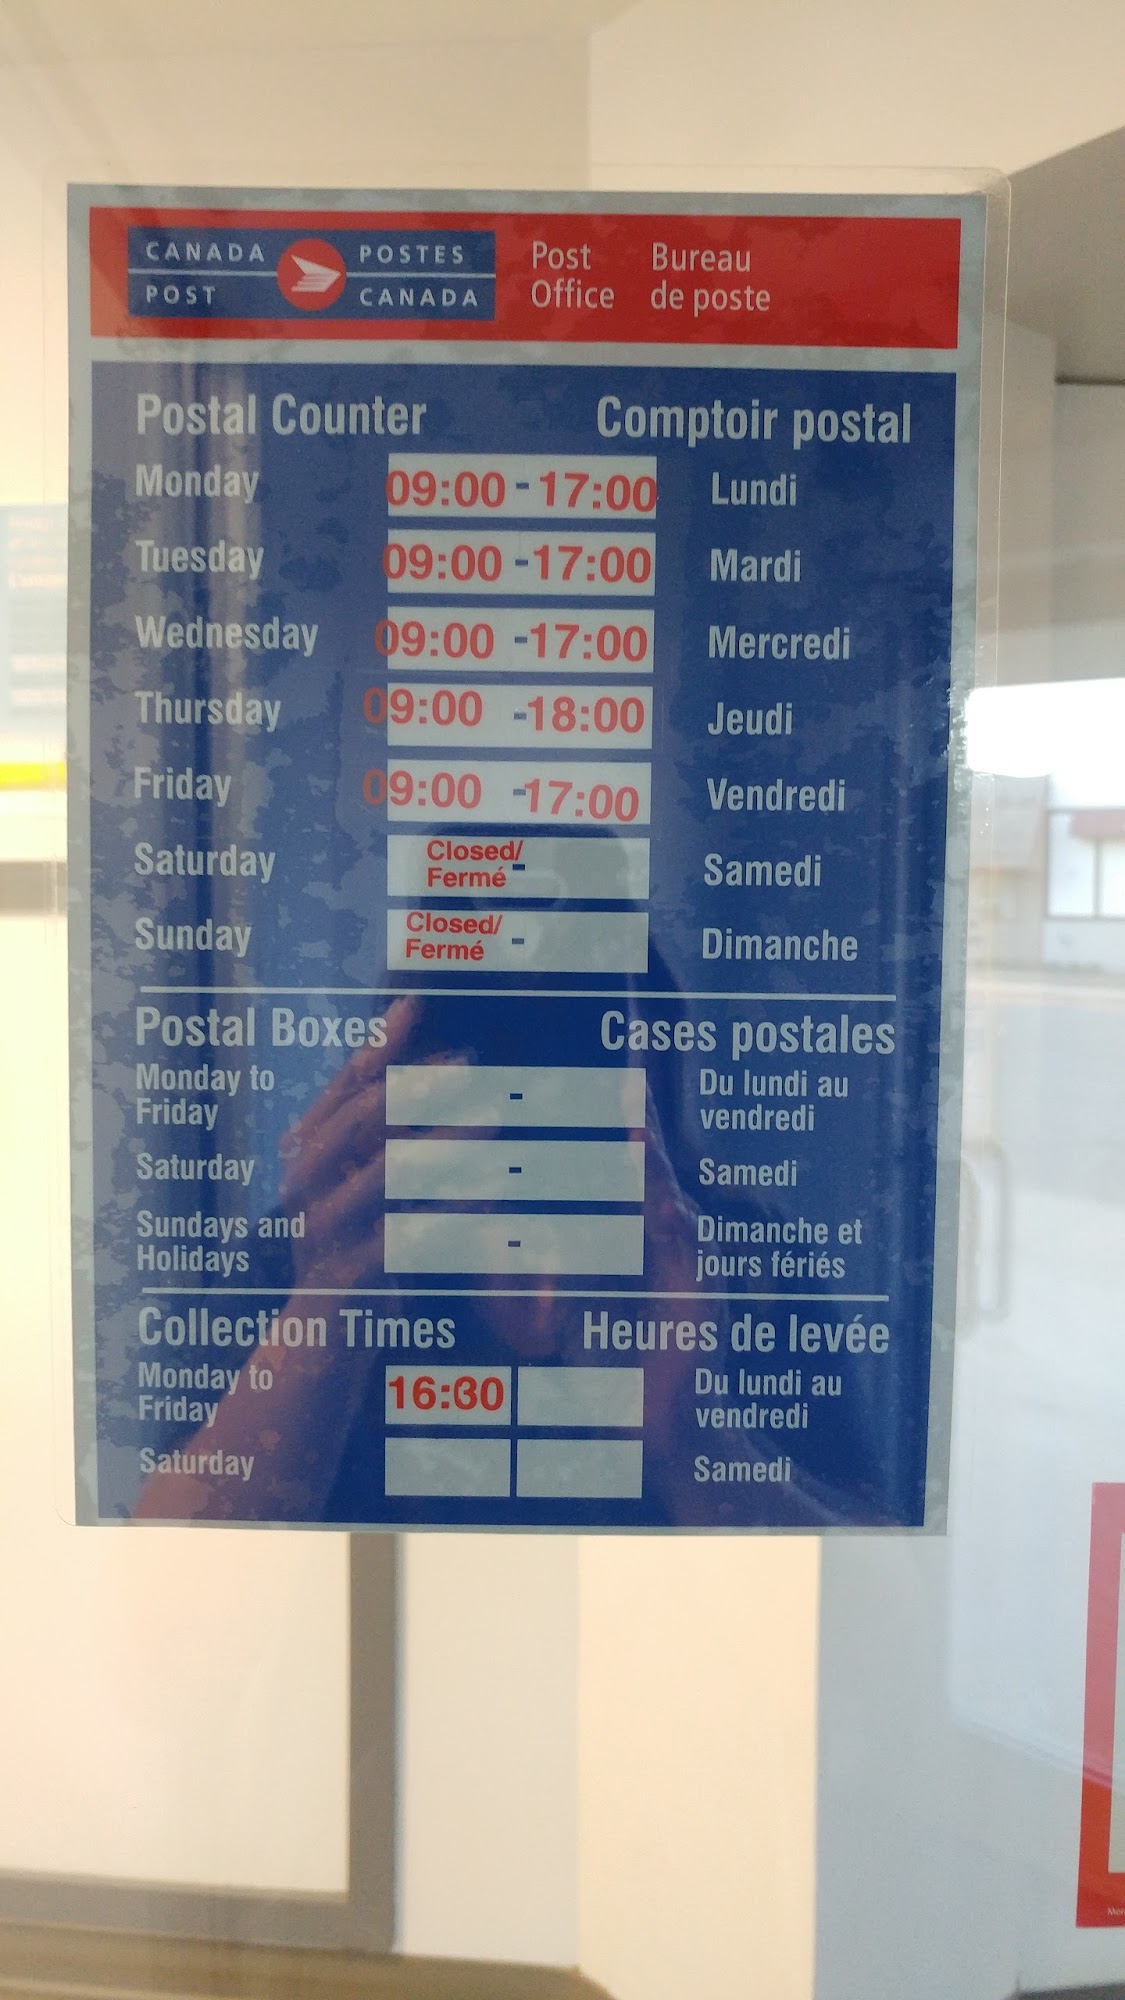 CANADA POSTES
POST CANADA
Post Bureau
Office de poste
Postal Counter Comptoir postal
Monday 09:00 - 17:00 Lundi
Tuesday 09:00 - 17:00 Mardi
Wednesday 09:00 - 17:00 Mercredi
Thursday 09:00 - 18:00 Jeudi
Friday 09:00 - 17:00 Vendredi
Saturday Closed/ Fermé - Samedi
Sunday Closed/ Fermé - Dimanche
Postal Boxes Cases postales
Monday to - Du lundi au
Friday vendredi
Saturday - Samedi
Sundays and - Dimanche et
Holidays jours fériés
Collection Times Heures de levée
Monday to 16:30 Du lundi au
Friday vendredi
Saturday Samedi